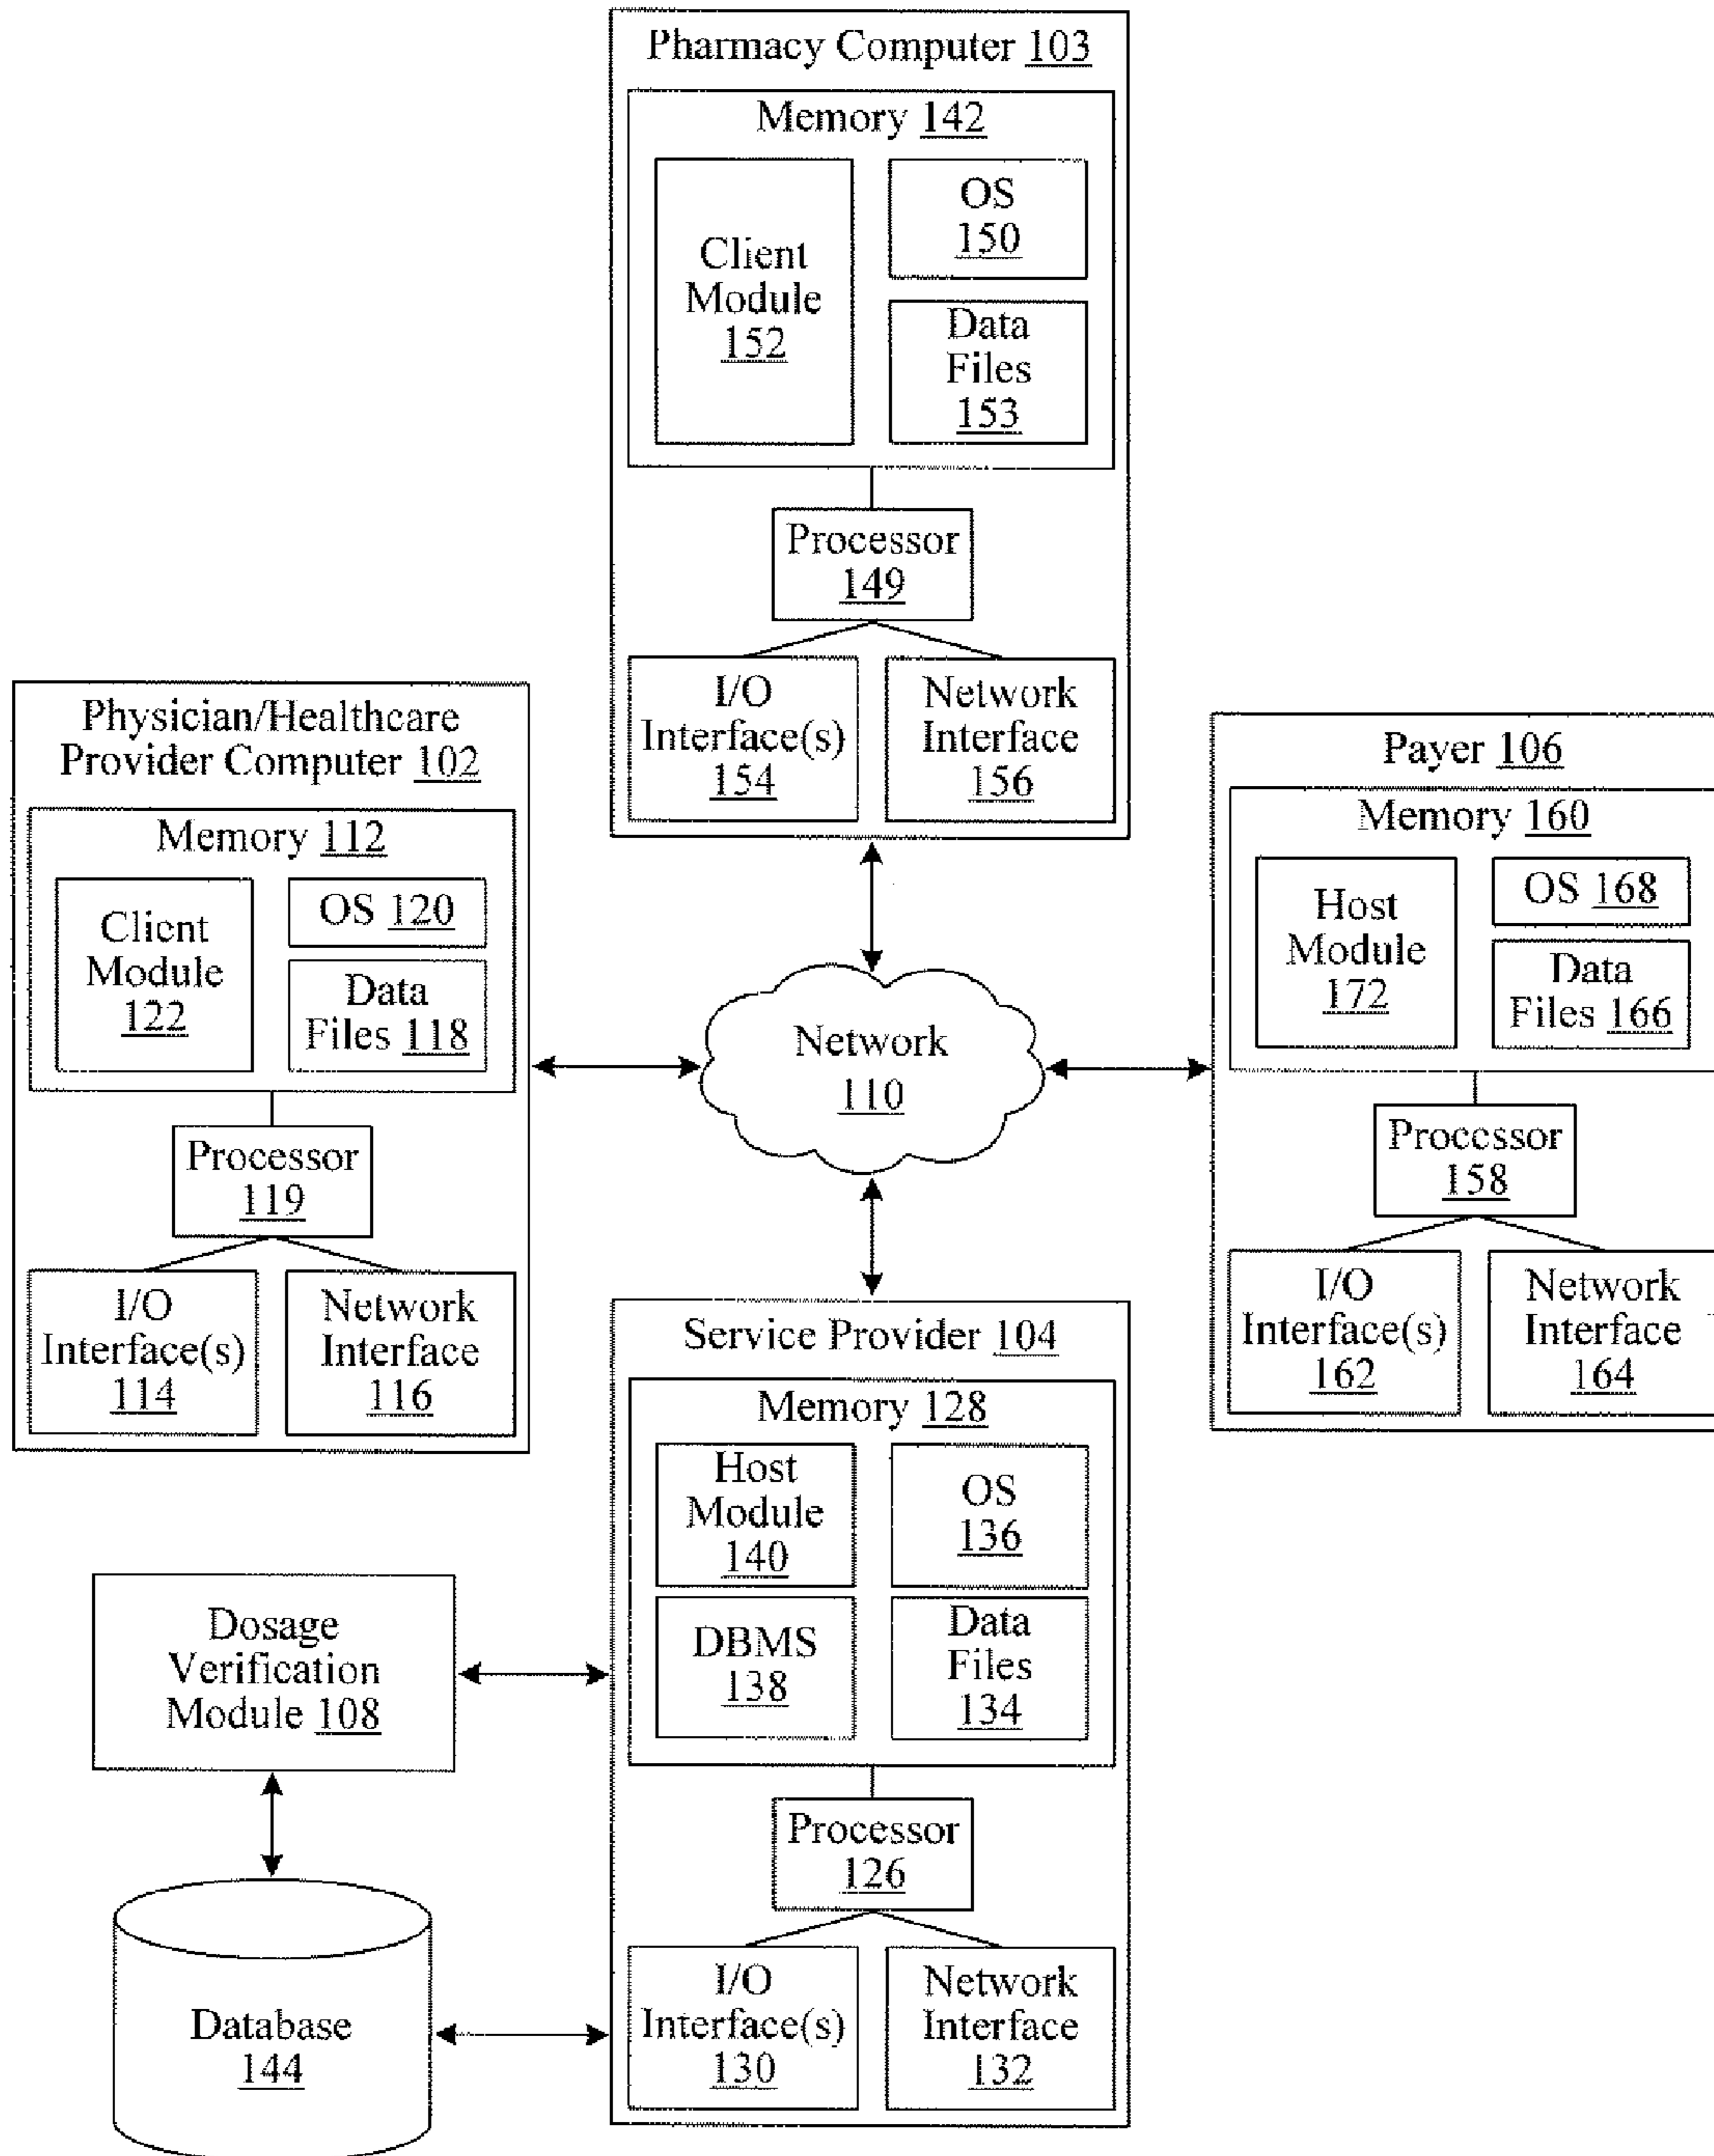 Pharmacy Computer 103
Memory 142
Client
Module
152
OS
150
Data
Files
153
Processor
149
I/O
Interface(s)
154
Network
Interface
156
Physician/Healthcare
Provider Computer 102
Memory 112
Client
Module
122
OS 120
Data
Files 118
Processor
119
I/O
Interface(s)
114
Network
Interface
116
Network
110
Payer 106
Memory 160
Host
Module
172
OS 168
Data
Files 166
Processor
158
I/O
Interface(s)
162
Network
Interface
164
Service Provider 104
Memory 128
Host
Module
140
OS
136
DBMS
138
Data
Files
134
Processor
126
I/O
Interface(s)
130
Network
Interface
132
Dosage
Verification
Module 108
Database
144